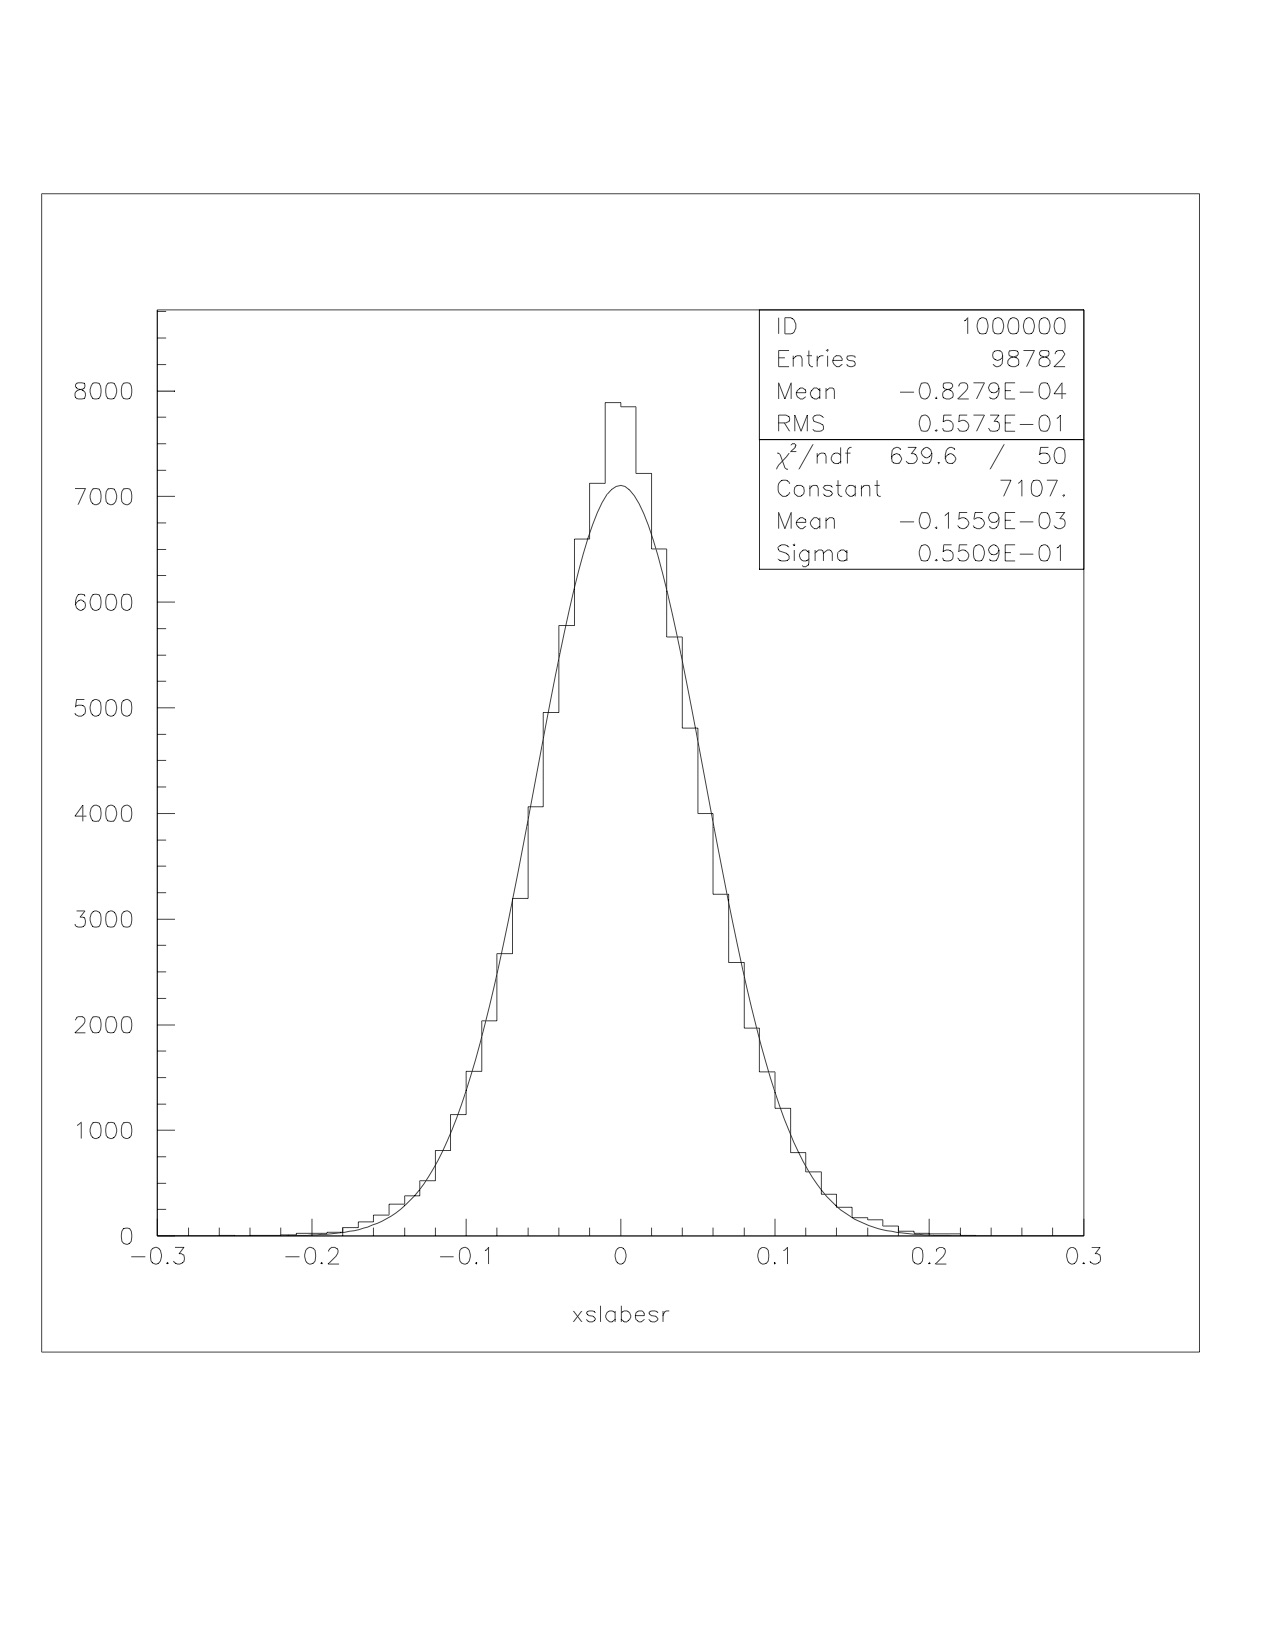 ID 1000000
Entries 98782
Mean −0.8279E−04
RMS 0.5573E−01
χ²/ndf 639.6 / 50
Constant 7107.
Mean −0.1559E−03
Sigma 0.5509E−01
8000
7000
6000
5000
4000
3000
2000
1000
0
−0.3 −0.2 −0.1 0 0.1 0.2 0.3
xslabesr